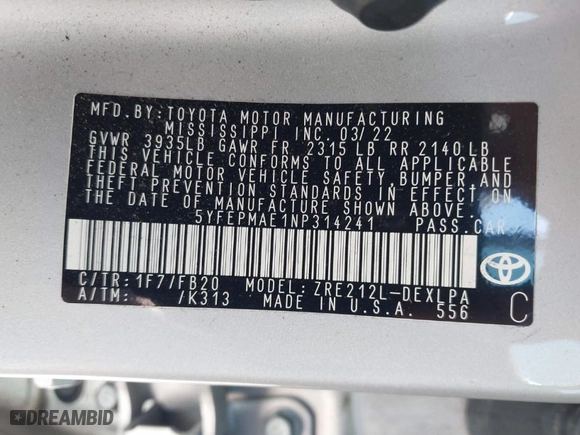 MFD. BY: TOYOTA MOTOR MANUFACTURING
MISSISSIPPI INC. 03/22
GVWR 3935LB GAWR FR 2315 LB RR 2140 LB
THIS VEHICLE CONFORMS TO ALL APPLICABLE
FEDERAL MOTOR VEHICLE SAFETY, BUMPER AND
THEFT PREVENTION STANDARDS IN EFFECT ON
THE DATE OF MANUFACTURE SHOWN ABOVE.
5YFEPMAE1NP314241 PASS.CAR
C/TR: 1F7/FB20 MODEL: ZRE212L-DEXLPA
A/TM: /K313 MADE IN U.S.A. 556
C
DREAMBID